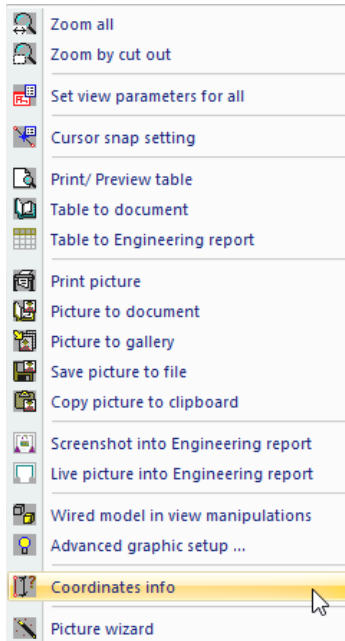 Zoom all
Zoom by cut out
Set view parameters for all
Cursor snap setting
Print/ Preview table
Table to document
Table to Engineering report
Print picture
Picture to document
Picture to gallery
Save picture to file
Copy picture to clipboard
Screenshot into Engineering report
Live picture into Engineering report
Wired model in view manipulations
Advanced graphic setup ...
Coordinates info
Picture wizard